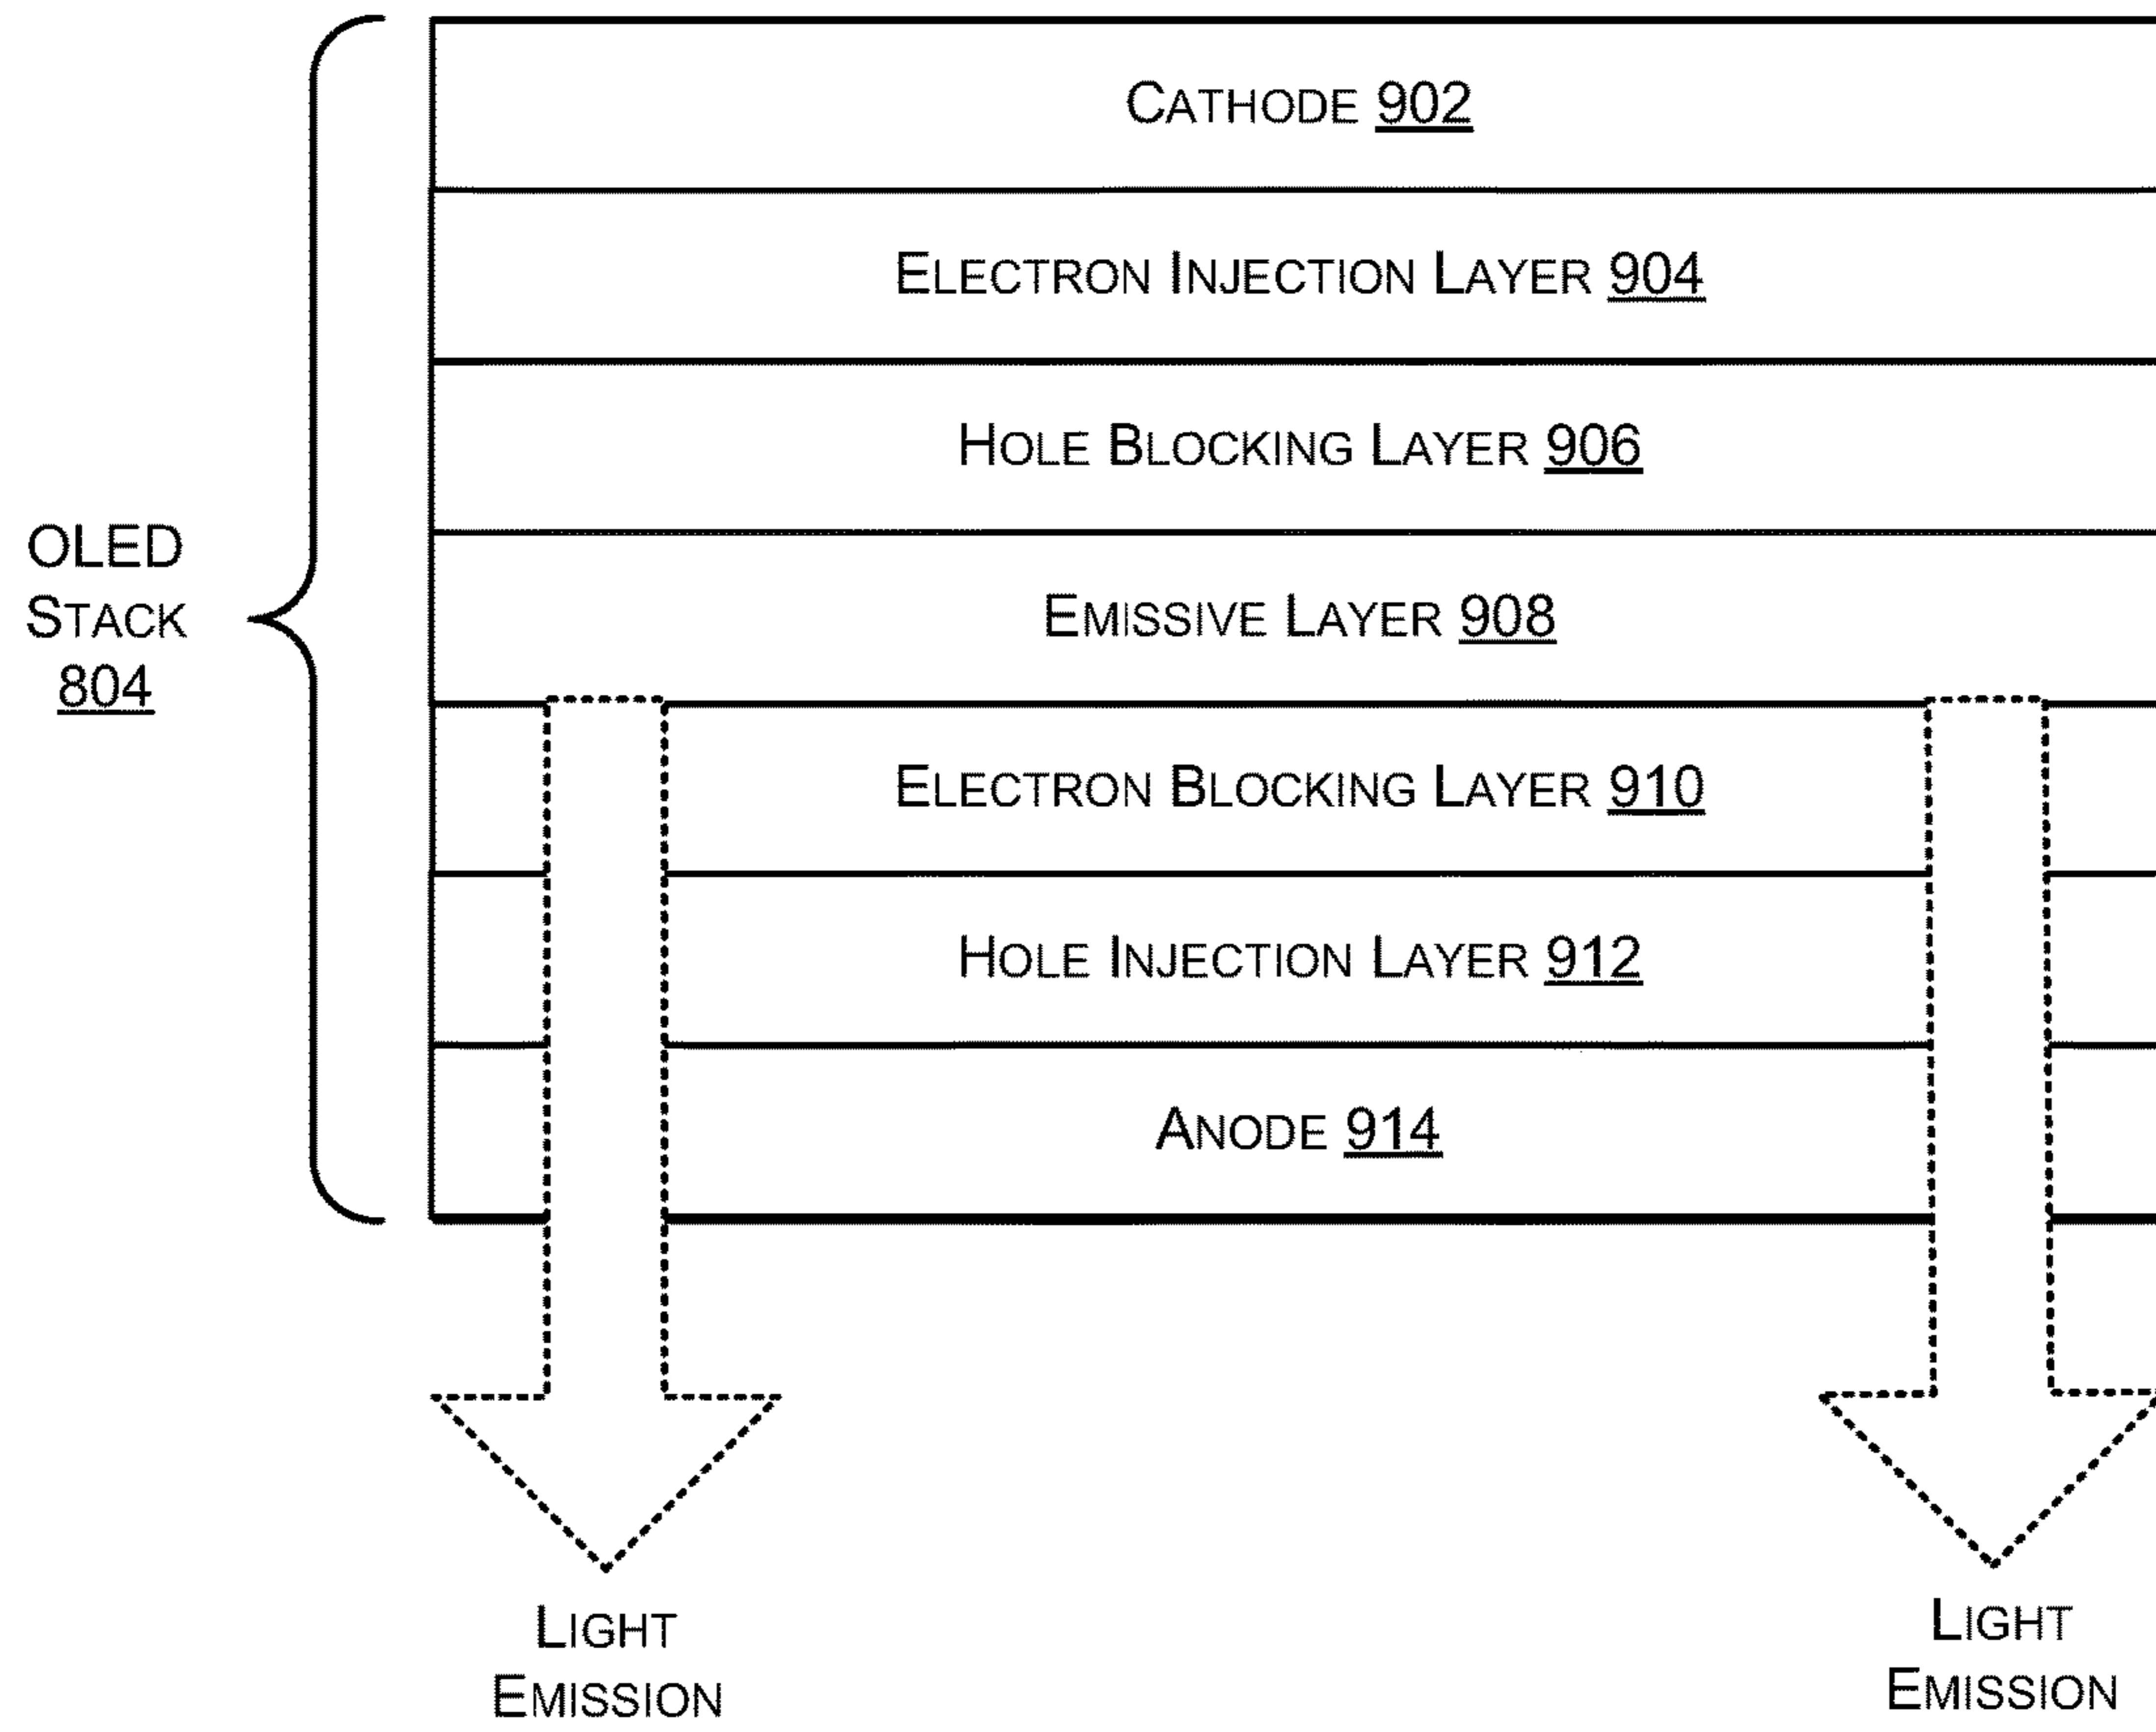 CATHODE 902
ELECTRON INJECTION LAYER 904
HOLE BLOCKING LAYER 906
OLED
STACK
804
EMISSIVE LAYER 908
ELECTRON BLOCKING LAYER 910
HOLE INJECTION LAYER 912
ANODE 914
LIGHT
EMISSION
LIGHT
EMISSION